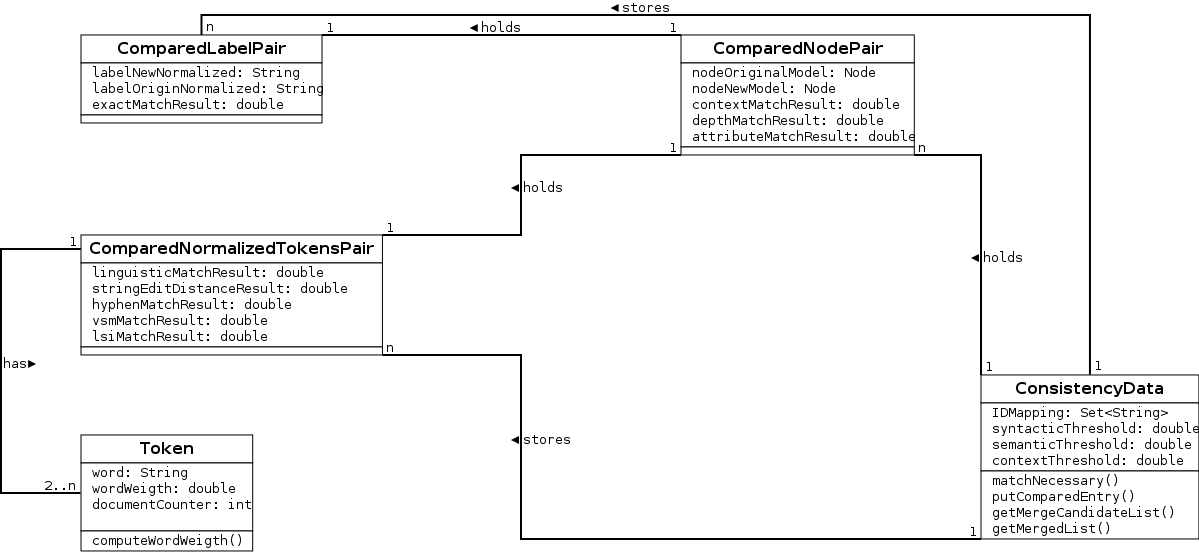 ◄stores
n
1
◄holds
1
ComparedLabelPair
labelNewNormalized: String
labelOriginNormalized: String
exactMatchResult: double
ComparedNodePair
nodeOriginalModel: Node
nodeNewModel: Node
contextMatchResult: double
depthMatchResult: double
attributeMatchResult: double
1
n
◄holds
1
1
ComparedNormalizedTokensPair
linguisticMatchResult: double
stringEditDistanceResult: double
hyphenMatchResult: double
vsmMatchResult: double
lsiMatchResult: double
◄holds
n
has►
1
1
ConsistencyData
IDMapping: Set<String>
syntacticThreshold: double
semanticThreshold: double
contextThreshold: double
matchNecessary()
putComparedEntry()
getMergeCandidateList()
getMergedList()
◄stores
Token
word: String
wordWeigth: double
documentCounter: int
computeWordWeigth()
2..n
1